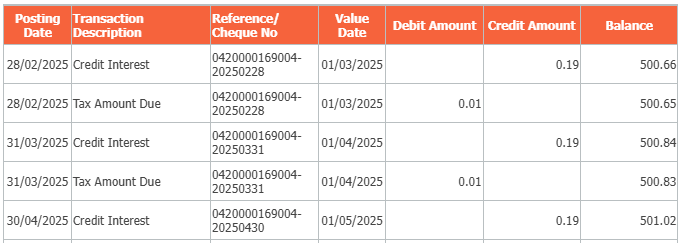 Posting Date Transaction Description Reference/ Cheque No Value Date Debit Amount Credit Amount Balance
28/02/2025 Credit Interest 0420000169004-20250228 01/03/2025 0.19 500.66
28/02/2025 Tax Amount Due 0420000169004-20250228 01/03/2025 0.01 500.65
31/03/2025 Credit Interest 0420000169004-20250331 01/04/2025 0.19 500.84
31/03/2025 Tax Amount Due 0420000169004-20250331 01/04/2025 0.01 500.83
30/04/2025 Credit Interest 0420000169004-20250430 01/05/2025 0.19 501.02